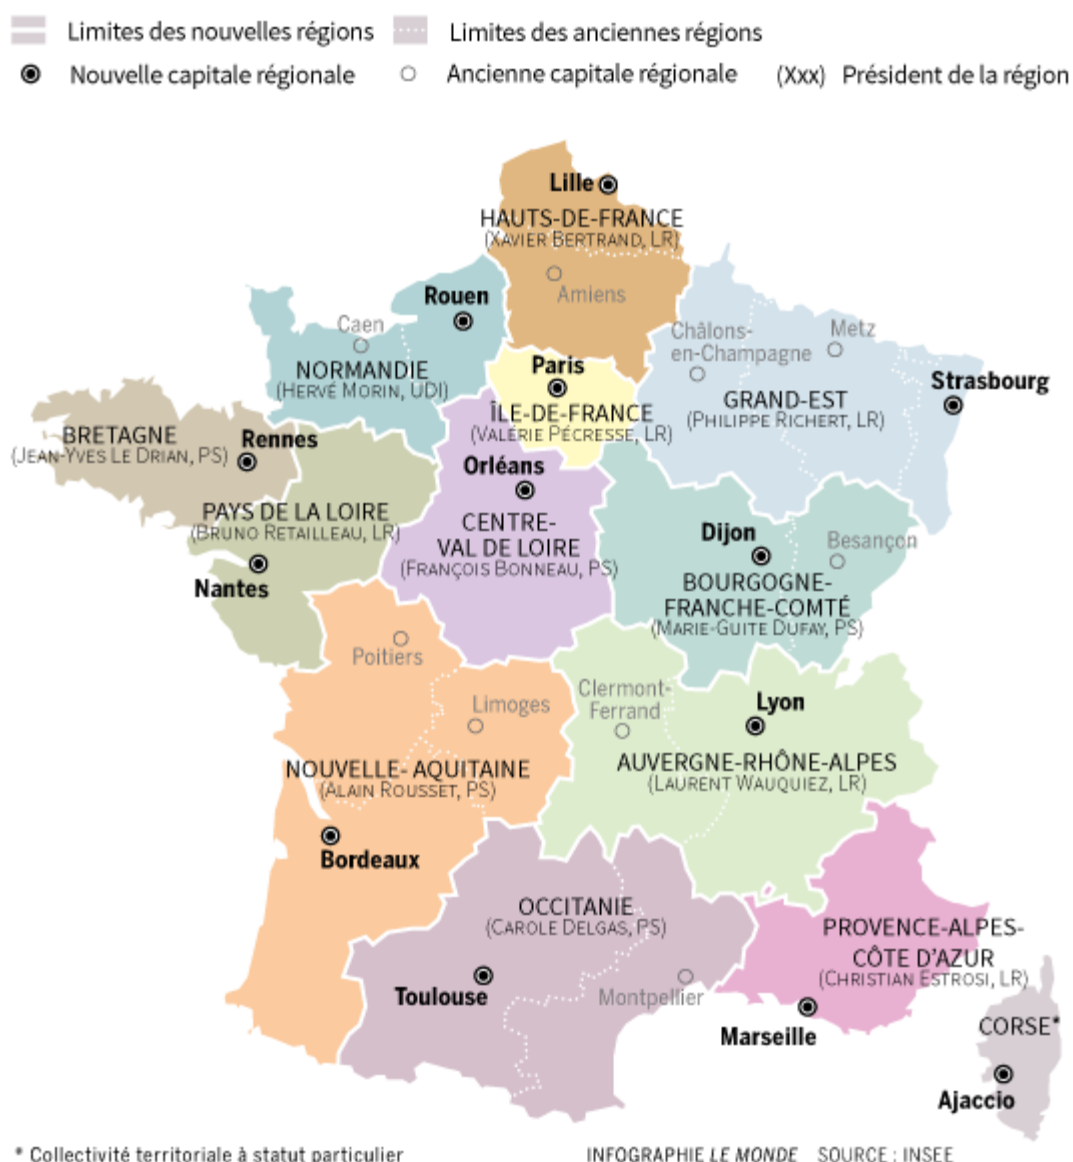 Limites des nouvelles régions
Limites des anciennes régions
Nouvelle capitale régionale
Ancienne capitale régionale
(Xxx) Président de la région
Lille
HAUTS-DE-FRANCE
(XAVIER BERTRAND, LR)
Amiens
Rouen
Caen
NORMANDIE
(HERVÉ MORIN, UDI)
Paris
ÎLE-DE-FRANCE
(VALÉRIE PÉCRESSE, LR)
Châlons-
en-Champagne
Metz
Strasbourg
GRAND-EST
(PHILIPPE RICHERT, LR)
BRETAGNE
(JEAN-YVES LE DRIAN, PS)
Rennes
PAYS DE LA LOIRE
(BRUNO RETAILLEAU, LR)
Nantes
Orléans
CENTRE-
VAL DE LOIRE
(FRANÇOIS BONNEAU, PS)
Dijon
Besançon
BOURGOGNE-
FRANCHE-COMTÉ
(MARIE-GUITE DUFAY, PS)
Poitiers
Limoges
NOUVELLE- AQUITAINE
(ALAIN ROUSSET, PS)
Bordeaux
Clermont-
Ferrand
Lyon
AUVERGNE-RHÔNE-ALPES
(LAURENT WAUQUIEZ, LR)
OCCITANIE
(CAROLE DELGAS, PS)
Toulouse
Montpellier
PROVENCE-ALPES-
CÔTE D'AZUR
(CHRISTIAN ESTROSI, LR)
Marseille
CORSE*
Ajaccio
* Collectivité territoriale à statut particulier
INFOGRAPHIE LE MONDE SOURCE : INSEE